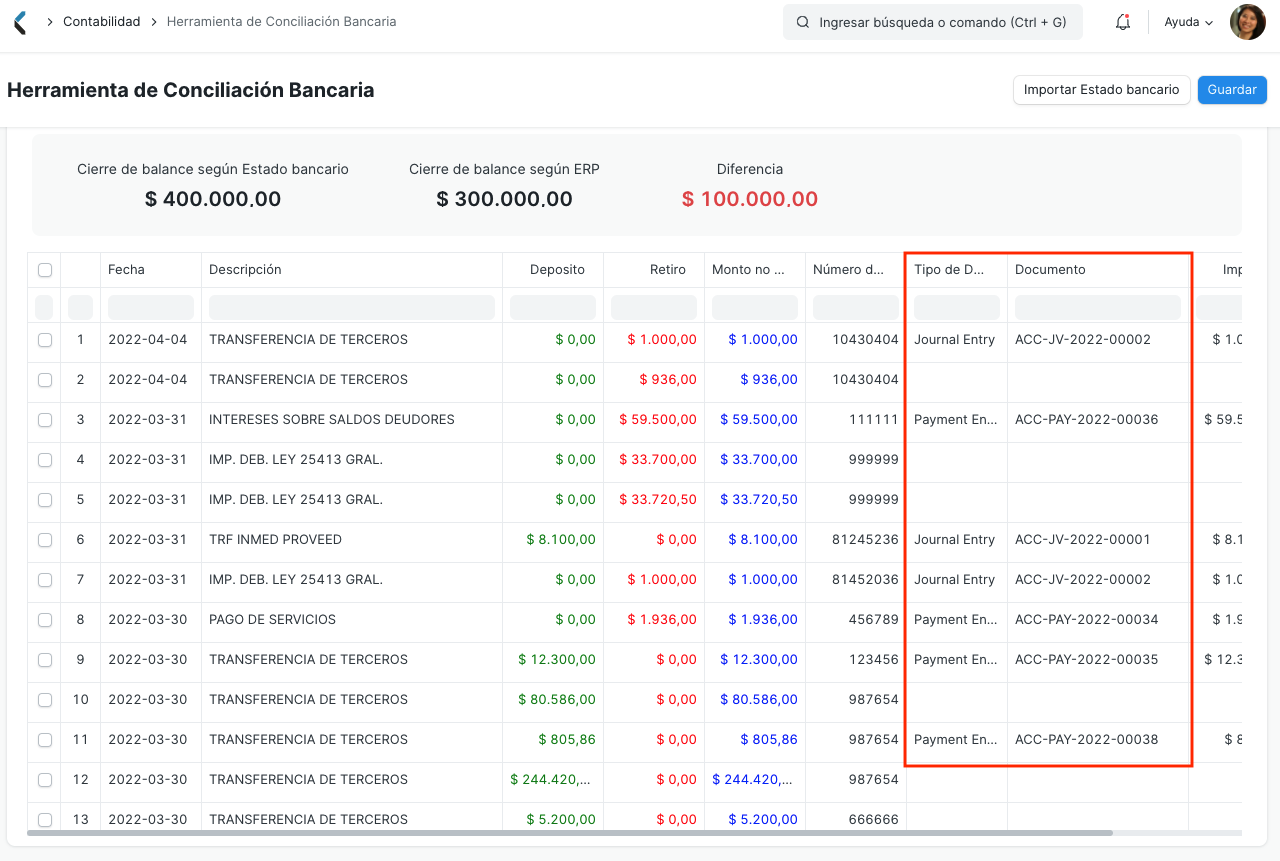 Contabilidad Herramienta de Conciliación Bancaria Ingresar búsqueda o comando (Ctrl + G) Ayuda
Herramienta de Conciliación Bancaria Importar Estado bancario Guardar
Cierre de balance según Estado bancario Cierre de balance según ERP Diferencia
$ 400.000,00 $ 300.000,00 $ 100.000,00
Fecha Descripción Deposito Retiro Monto no ... Número d... Tipo de D... Documento Imp
1 2022-04-04 TRANSFERENCIA DE TERCEROS $ 0,00 $ 1.000,00 $ 1.000,00 10430404 Journal Entry ACC-JV-2022-00002 $ 1.0
2 2022-04-04 TRANSFERENCIA DE TERCEROS $ 0,00 $ 936,00 $ 936,00 10430404
3 2022-03-31 INTERESES SOBRE SALDOS DEUDORES $ 0,00 $ 59.500,00 $ 59.500,00 111111 Payment En... ACC-PAY-2022-00036 $ 59.5
4 2022-03-31 IMP. DEB. LEY 25413 GRAL. $ 0,00 $ 33.700,00 $ 33.700,00 999999
5 2022-03-31 IMP. DEB. LEY 25413 GRAL. $ 0,00 $ 33.720,50 $ 33.720,50 999999
6 2022-03-31 TRF INMED PROVEED $ 8.100,00 $ 0,00 $ 8.100,00 81245236 Journal Entry ACC-JV-2022-00001 $ 8.1
7 2022-03-31 IMP. DEB. LEY 25413 GRAL. $ 0,00 $ 1.000,00 $ 1.000,00 81452036 Journal Entry ACC-JV-2022-00002 $ 1.0
8 2022-03-30 PAGO DE SERVICIOS $ 0,00 $ 1.936,00 $ 1.936,00 456789 Payment En... ACC-PAY-2022-00034 $ 1.9
9 2022-03-30 TRANSFERENCIA DE TERCEROS $ 12.300,00 $ 0,00 $ 12.300,00 123456 Payment En... ACC-PAY-2022-00035 $ 12.3
10 2022-03-30 TRANSFERENCIA DE TERCEROS $ 80.586,00 $ 0,00 $ 80.586,00 987654
11 2022-03-30 TRANSFERENCIA DE TERCEROS $ 805,86 $ 0,00 $ 805,86 987654 Payment En... ACC-PAY-2022-00038 $ 8
12 2022-03-30 TRANSFERENCIA DE TERCEROS $ 244.420,... $ 0,00 $ 244.420,... 987654
13 2022-03-30 TRANSFERENCIA DE TERCEROS $ 5.200,00 $ 0,00 $ 5.200,00 666666